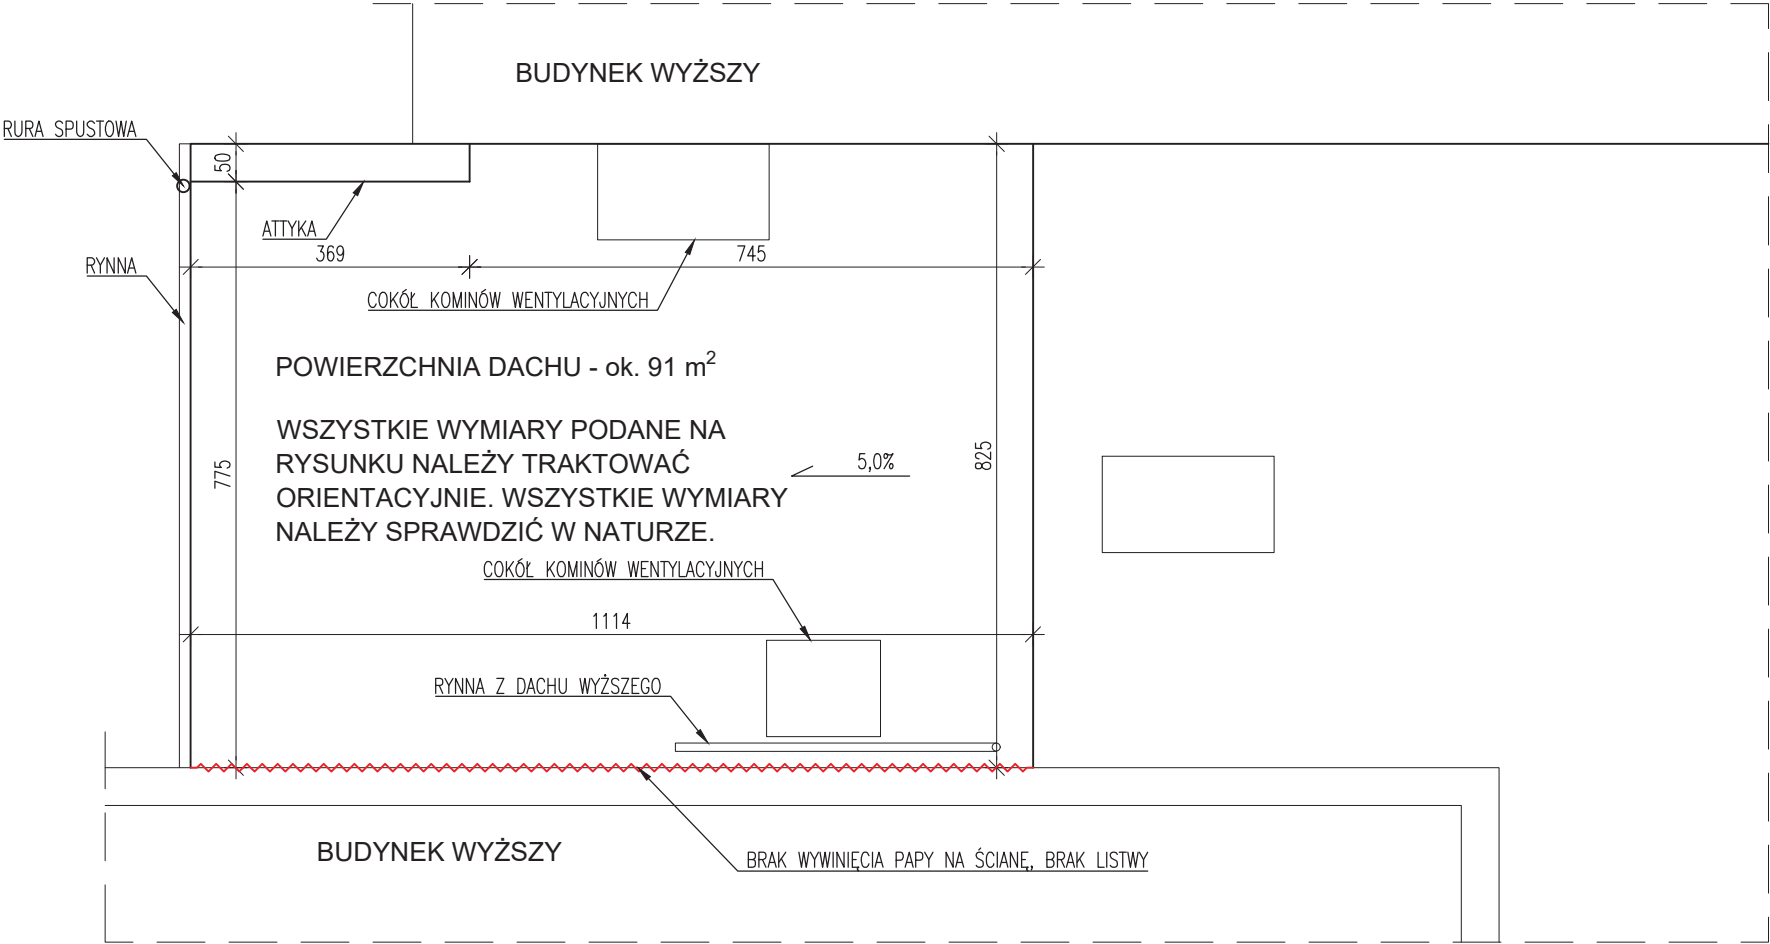 BUDYNEK WYŻSZY
RURA SPUSTOWA
50
ATTYKA
369
745
RYNNA
COKÓŁ KOMINÓW WENTYLACYJNYCH
POWIERZCHNIA DACHU - ok. 91 m²
WSZYSTKIE WYMIARY PODANE NA
RYSUNKU NALEŻY TRAKTOWAĆ
ORIENTACYJNIE. WSZYSTKIE WYMIARY
NALEŻY SPRAWDZIĆ W NATURZE.
775
5,0%
825
COKÓŁ KOMINÓW WENTYLACYJNYCH
1114
RYNNA Z DACHU WYŻSZEGO
BUDYNEK WYŻSZY
BRAK WYWINIĘCIA PAPY NA ŚCIANĘ, BRAK LISTWY